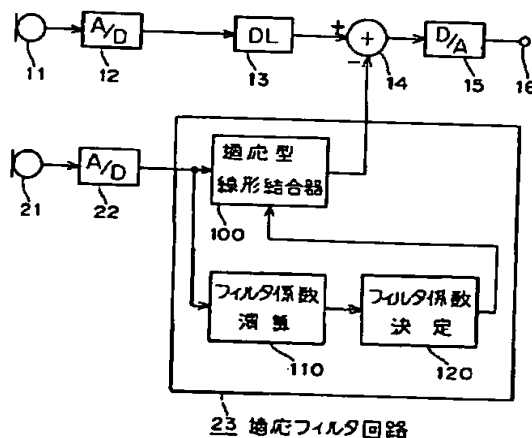 A/D
DL
+
+
−
D/A
11
12
13
14
15
16
A/D
適応型
線形結合器
21
22
100
フィルタ係数
演算
フィルタ係数
決定
110
120
23 適応フィルタ回路